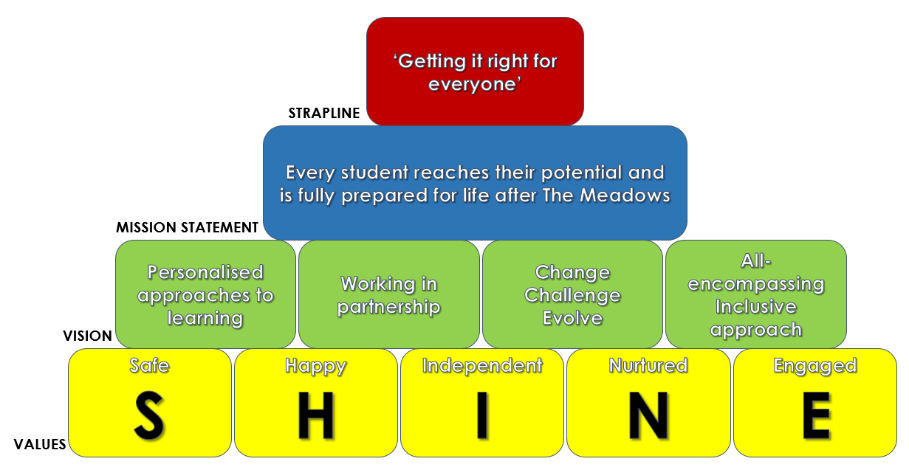 ‘Getting it right for
everyone’
STRAPLINE
Every student reaches their potential and
is fully prepared for life after The Meadows
MISSION STATEMENT
Personalised
approaches to
learning
Working in
partnership
Change
Challenge
Evolve
All-
encompassing
Inclusive
approach
VISION
Safe
S
Happy
H
Independent
I
Nurtured
N
Engaged
E
VALUES